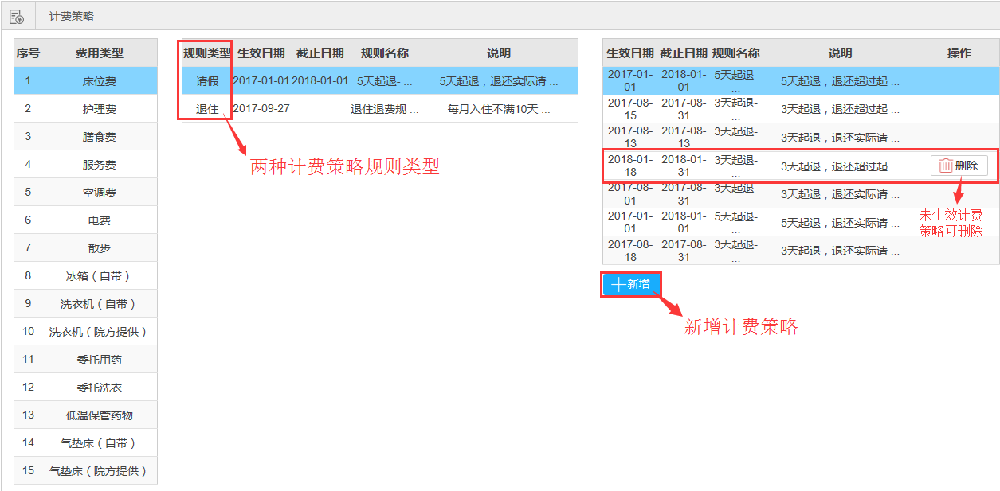 计费策略
序号 费用类型
1 床位费
2 护理费
3 膳食费
4 服务费
5 空调费
6 电费
7 散步
8 冰箱（自带）
9 洗衣机（自带）
10 洗衣机（院方提供）
11 委托用药
12 委托洗衣
13 低温保管药物
14 气垫床（自带）
15 气垫床（院方提供）
规则类型 生效日期 截止日期 规则名称 说明
请假 2017-01-01 2018-01-01 5天起退- ... 5天起退，退还实际请 ...
退住 2017-09-27 退住退费规 ... 每月入住不满10天 ...
两种计费策略规则类型
生效日期 截止日期 规则名称 说明 操作
2017-01- 2018-01- 5天起退-
01 01 ... 5天起退，退还超过起 ...
2017-08- 2017-08- 3天起退-
15 31 ... 3天起退，退还超过起 ...
2017-08- 2017-08- 3天起退-
13 13 ... 3天起退，退还实际请 ...
2018-01- 2018-01- 3天起退-
18 31 ... 3天起退，退还超过起 ... 删除
2017-08- 2017-08- 3天起退-
01 31 ... 3天起退，退还实际请 ...
2017-01- 2018-01- 5天起退-
01 01 ... 5天起退，退还实际请 ...
2017-08- 2017-08- 3天起退-
18 31 ... 3天起退，退还实际请 ...
未生效计费
策略可删除
新增
新增计费策略